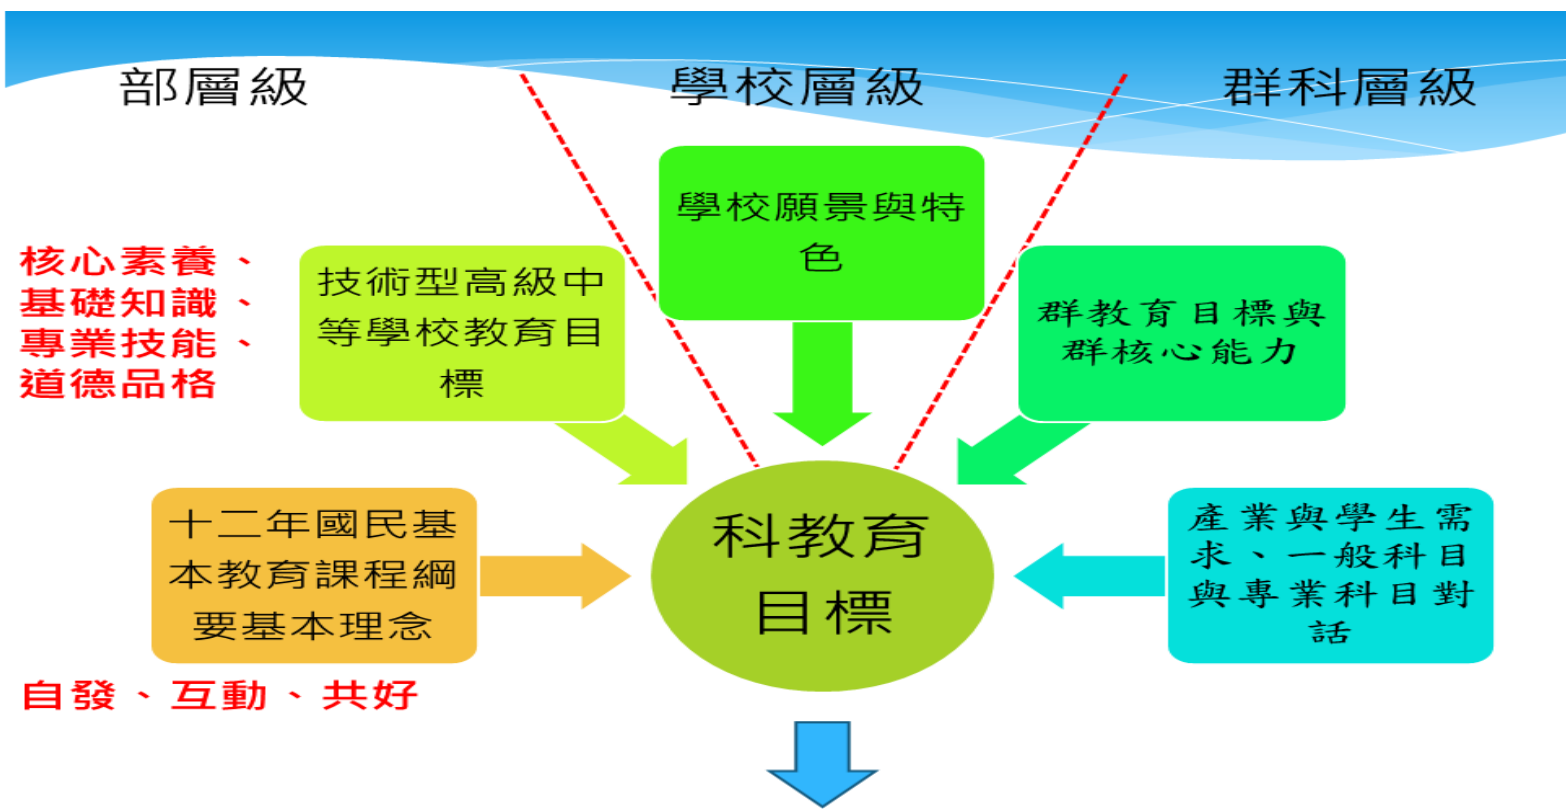 部層級
學校層級
群科層級
學校願景與特
色
核心素養、
基礎知識、
專業技能、
道德品格
技術型高級中
等學校教育目
標
群教育目標與
群核心能力
十二年國民基
本教育課程綱
要基本理念
科教育
目標
產業與學生需
求、一般科目
與專業科目對
話
自發、互動、共好